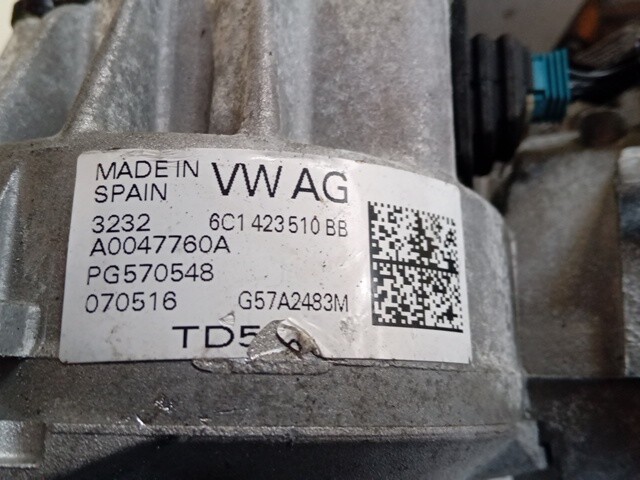 MADE IN
SPAIN
VW AG
3232 6C1 423 510 BB
A0047760A
PG570548
070516 G57A2483M